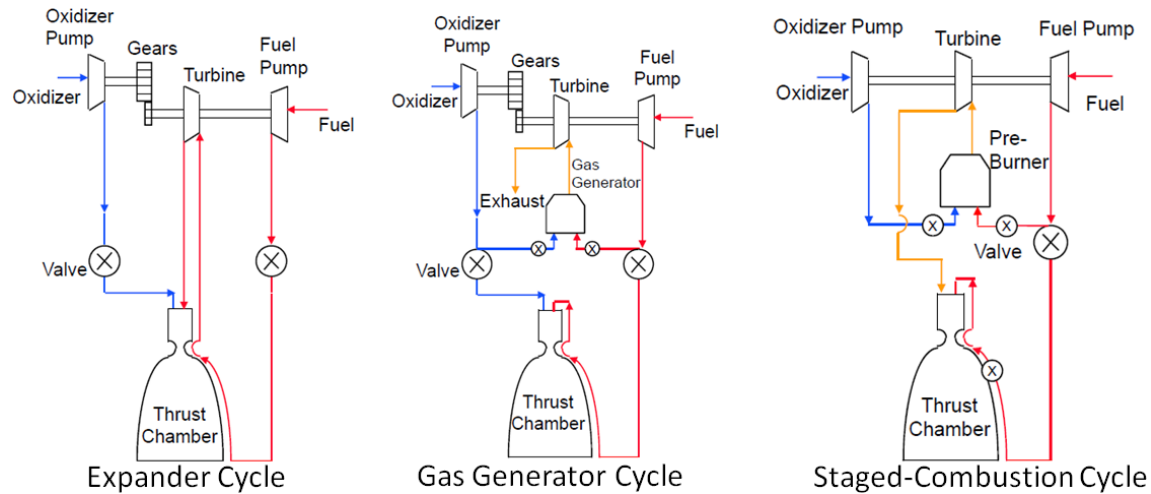 Oxidizer
Pump
Gears
Fuel
Pump
Turbine
Oxidizer
Fuel
Valve
Thrust
Chamber
Expander Cycle
Oxidizer
Pump
Gears
Fuel
Pump
Turbine
Oxidizer
Fuel
Gas
Generator
Exhaust
X
X
Valve
Thrust
Chamber
Gas Generator Cycle
Oxidizer Pump
Turbine
Fuel Pump
Oxidizer
Fuel
Pre-
Burner
X
X
Valve
X
Thrust
Chamber
Staged-Combustion Cycle